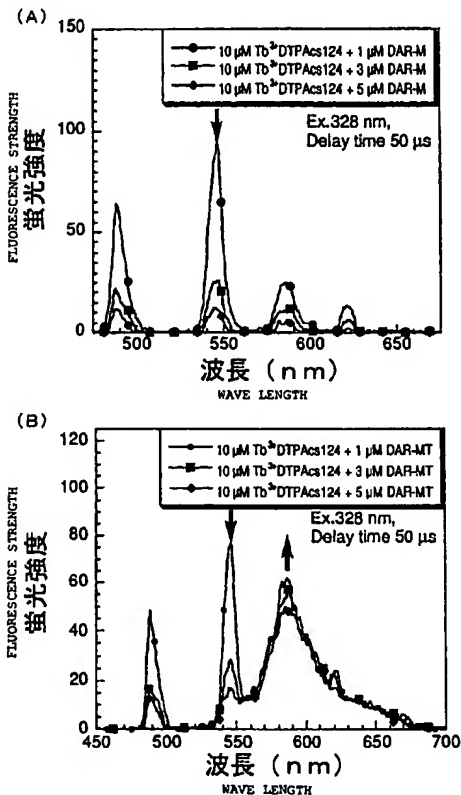 (A)
10 μM Tb³⁺DTPAcs124 + 1 μM DAR-M
10 μM Tb³⁺DTPAcs124 + 3 μM DAR-M
10 μM Tb³⁺DTPAcs124 + 5 μM DAR-M
Ex.328 nm,
Delay time 50 μs
FLUORESCENCE STRENGTH
蛍光強度
150
100
50
0
500 550 600 650
波長 (nm)
WAVE LENGTH
(B)
10 μM Tb³⁺DTPAcs124 + 1 μM DAR-MT
10 μM Tb³⁺DTPAcs124 + 3 μM DAR-MT
10 μM Tb³⁺DTPAcs124 + 5 μM DAR-MT
Ex.328 nm,
Delay time 50 μs
FLUORESCENCE STRENGTH
蛍光強度
120
100
80
60
40
20
0
450 500 550 600 650 700
波長 (nm)
WAVE LENGTH